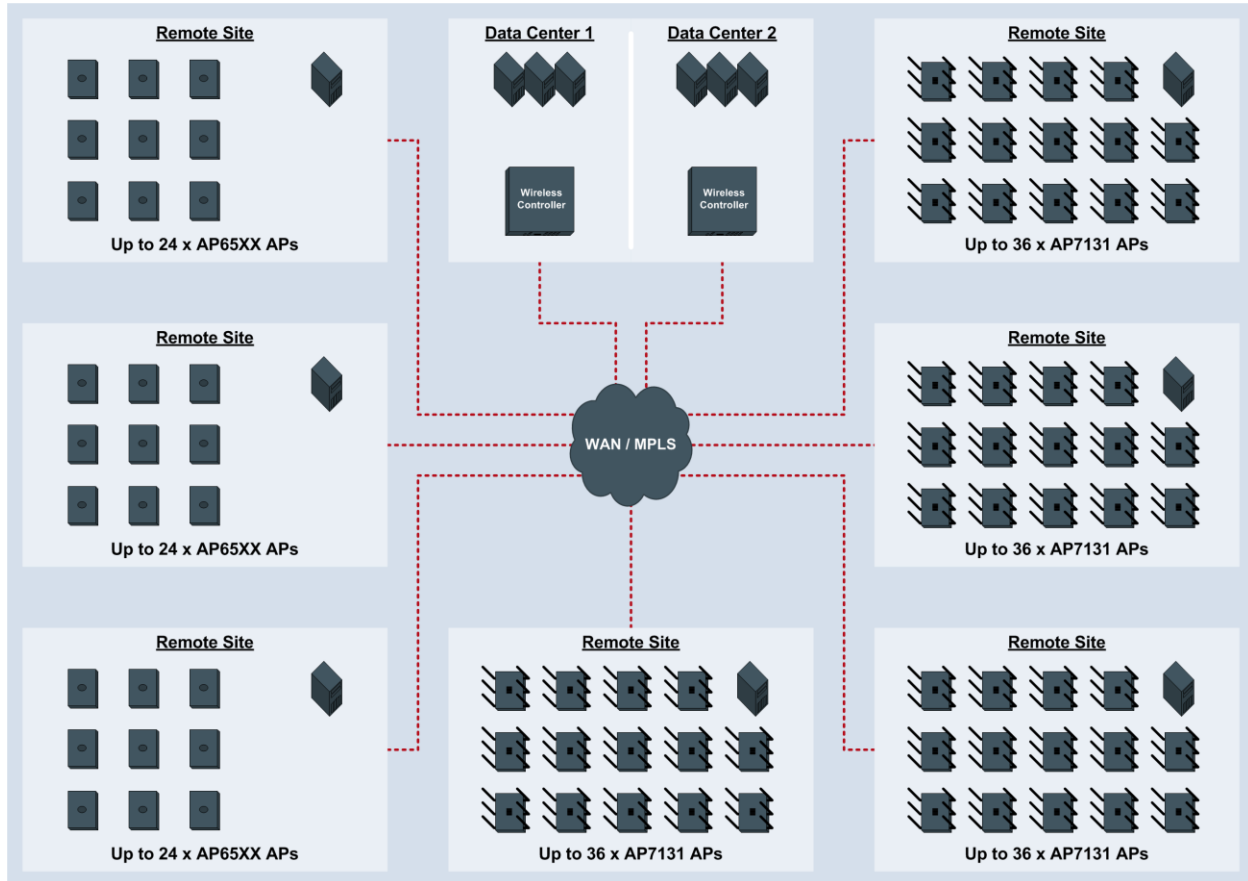 Remote Site
Up to 24 x AP65XX APs
Data Center 1
Data Center 2
Wireless
Controller
Wireless
Controller
Remote Site
Up to 36 x AP7131 APs
Remote Site
Up to 24 x AP65XX APs
WAN / MPLS
Remote Site
Up to 36 x AP7131 APs
Remote Site
Up to 24 x AP65XX APs
Remote Site
Up to 36 x AP7131 APs
Remote Site
Up to 36 x AP7131 APs